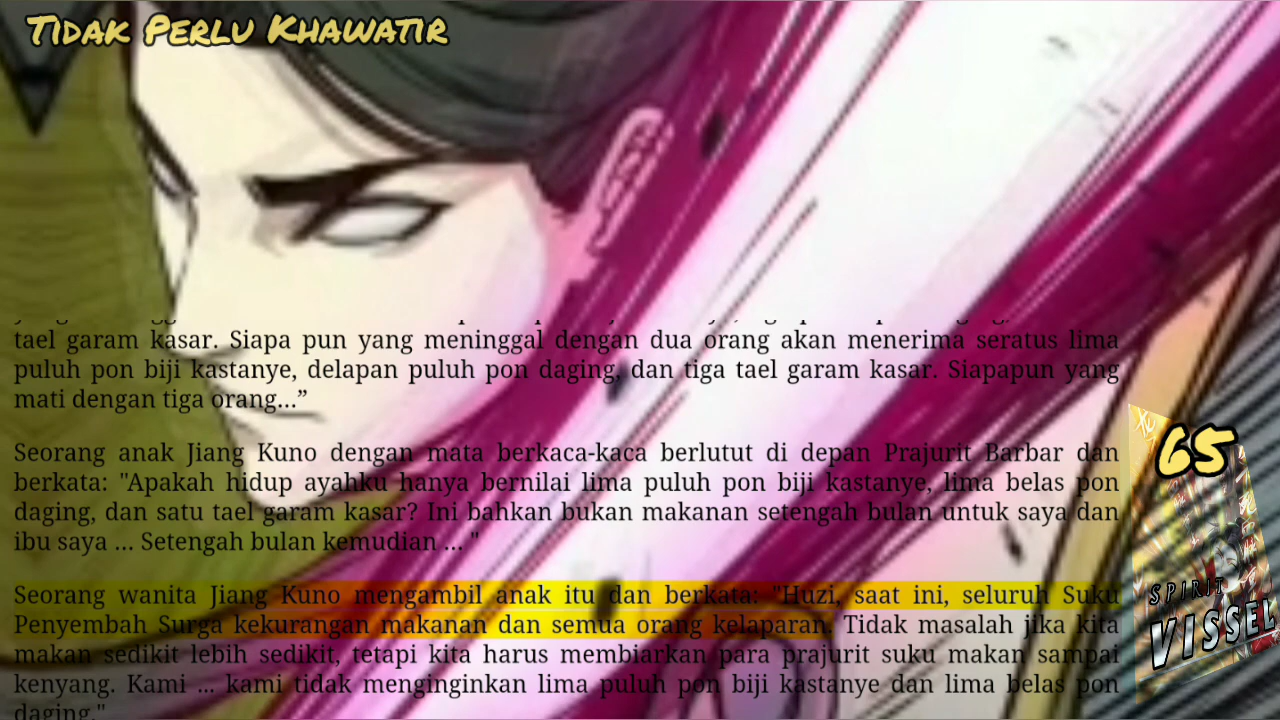 Tidak Perlu Khawatir
tael garam kasar. Siapa pun yang meninggal dengan dua orang akan menerima seratus lima
puluh pon biji kastanye, delapan puluh pon daging, dan tiga tael garam kasar. Siapapun yang
mati dengan tiga orang...”
Seorang anak Jiang Kuno dengan mata berkaca-kaca berlutut di depan Prajurit Barbar dan
berkata: "Apakah hidup ayahku hanya bernilai lima puluh pon biji kastanye, lima belas pon
daging, dan satu tael garam kasar? Ini bahkan bukan makanan setengah bulan untuk saya dan
ibu saya ... Setengah bulan kemudian ... "
65
Seorang wanita Jiang Kuno mengambil anak itu dan berkata: "Huzi, saat ini, seluruh Suku
Penyembah Surga kekurangan makanan dan semua orang kelaparan. Tidak masalah jika kita
makan sedikit lebih sedikit, tetapi kita harus membiarkan para prajurit suku makan sampai
kenyang. Kami ... kami tidak menginginkan lima puluh pon biji kastanye dan lima belas pon
daging."
SPIRIT
VISSEL